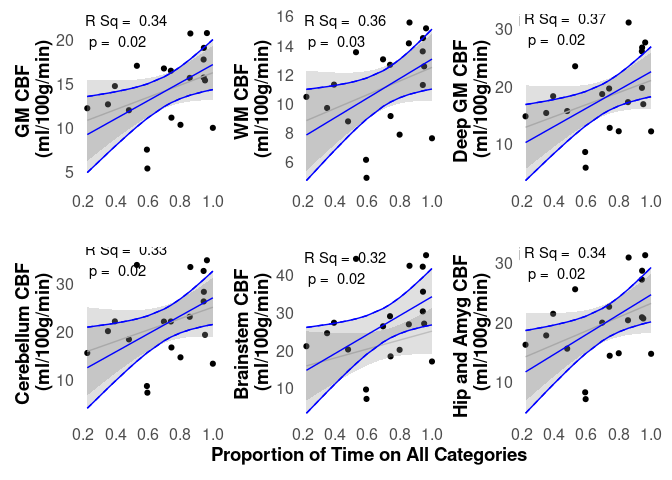 R Sq = 0.34
p = 0.02
GM CBF
(ml/100g/min)
20
15
10
5
0.2 0.4 0.6 0.8 1.0
R Sq = 0.36
p = 0.03
WM CBF
(ml/100g/min)
16
14
12
10
8
6
0.2 0.4 0.6 0.8 1.0
R Sq = 0.37
p = 0.02
Deep GM CBF
(ml/100g/min)
30
20
10
0.2 0.4 0.6 0.8 1.0
R Sq = 0.33
p = 0.02
Cerebellum CBF
(ml/100g/min)
30
20
10
0.2 0.4 0.6 0.8 1.0
R Sq = 0.32
p = 0.02
Brainstem CBF
(ml/100g/min)
40
30
20
10
0.2 0.4 0.6 0.8 1.0
R Sq = 0.34
p = 0.02
Hip and Amyg CBF
(ml/100g/min)
30
20
10
0.2 0.4 0.6 0.8 1.0
Proportion of Time on All Categories